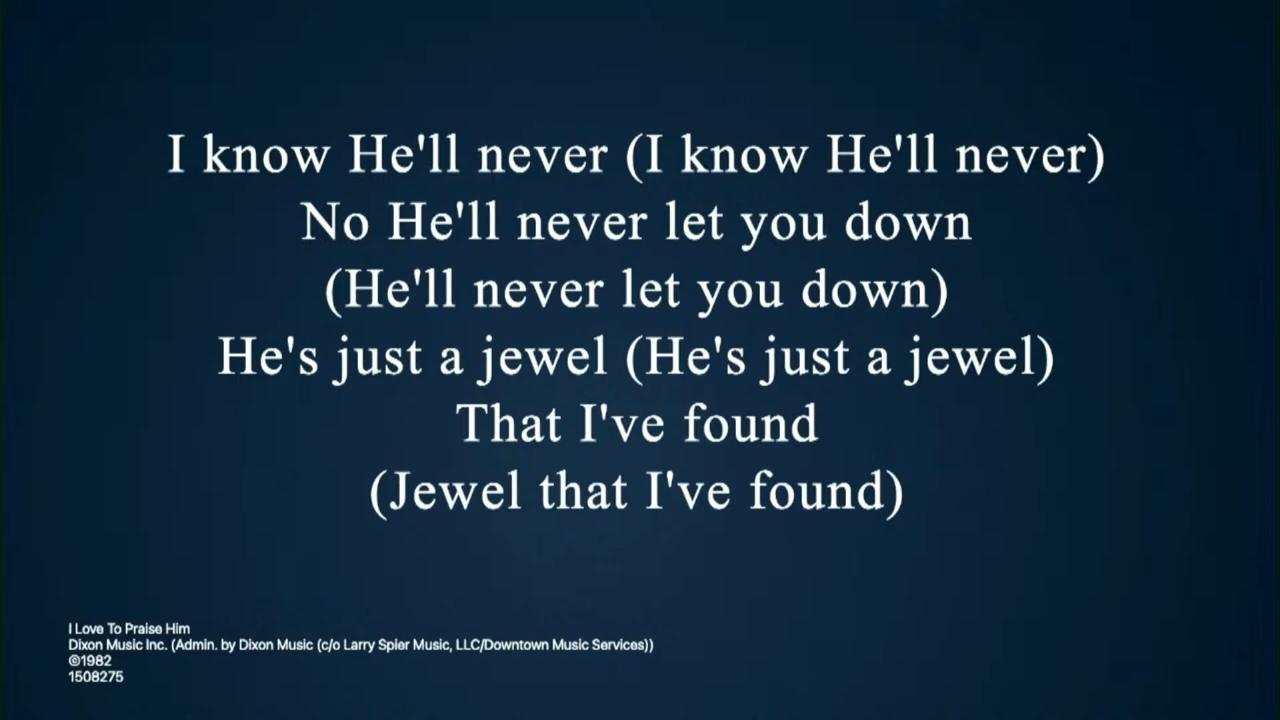 I know He'll never (I know He'll never)
No He'll never let you down
(He'll never let you down)
He's just a jewel (He's just a jewel)
That I've found
(Jewel that I've found)
I Love To Praise Him
Dixon Music Inc. (Admin. by Dixon Music (c/o Larry Spier Music, LLC/Downtown Music Services))
©1982
1508275